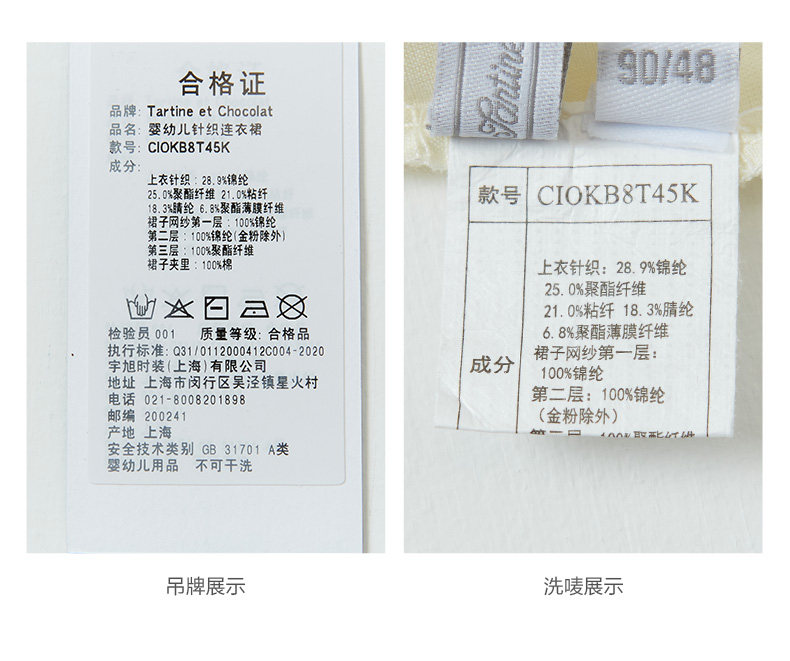 合格证
品牌: Tartine et Chocolat
品名: 婴幼儿针织连衣裙
款号: CIOKB8T45K
成分:
上衣针织:28.9%锦纶
25.0%聚酯纤维 21.0%粘纤
18.3%腈纶 6.8%聚酯薄膜纤维
裙子网纱第一层:100%锦纶
第二层:100%锦纶(金粉除外)
第三层:100%聚酯纤维
裙子夹里:100%棉
检验员 001 质量等级: 合格品
执行标准: Q31/0112000412C004-2020
宇旭时装(上海)有限公司
地址 上海市闵行区吴泾镇星火村
电话 021-8008201898
邮编 200241
产地 上海
安全技术类别 GB 31701 A类
婴幼儿用品 不可干洗
吊牌展示
Tartine
90/48
款号 CIOKB8T45K
成分
上衣针织:28.9%锦纶
25.0%聚酯纤维
21.0%粘纤 18.3%腈纶
6.8%聚酯薄膜纤维
裙子网纱第一层:
100%锦纶
第二层:100%锦纶
(金粉除外)
第三层:100%聚酯纤维
洗唛展示